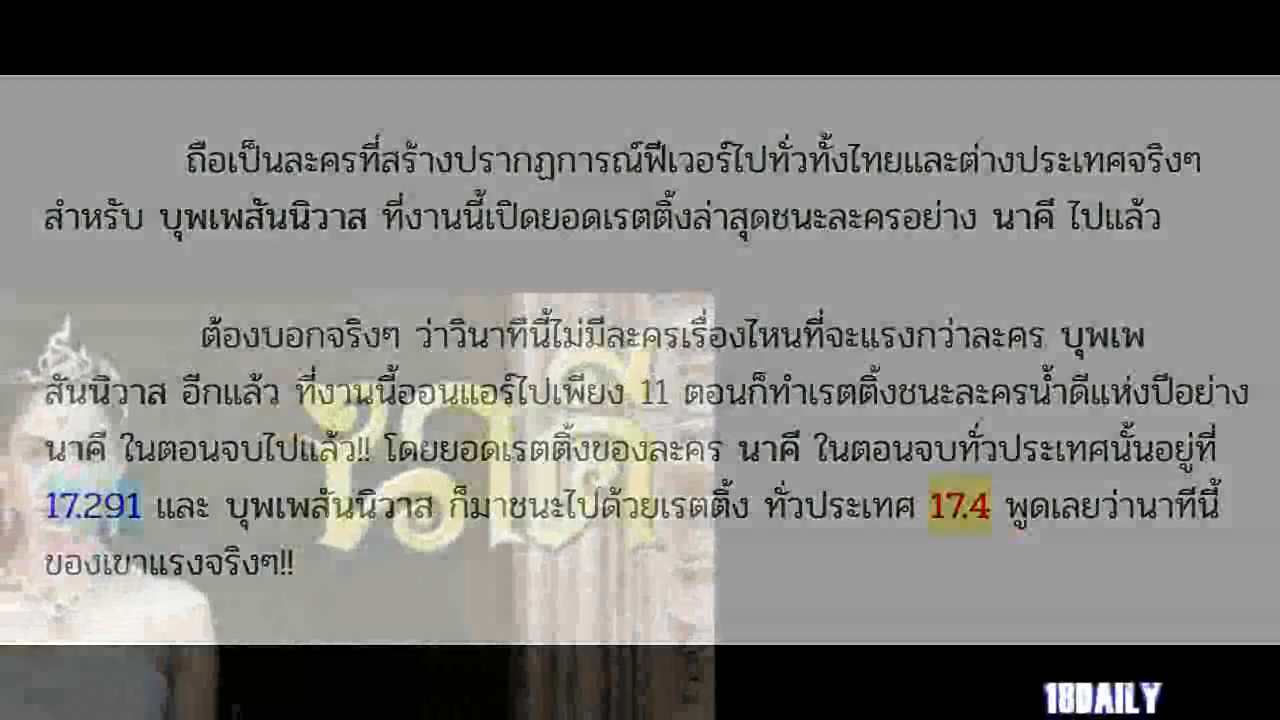 ถือเป็นละครที่สร้างปรากฏการณ์ฟีเวอร์ไปทั่วทั้งไทยและต่างประเทศจริงๆ
สำหรับ บุพเพสันนิวาส ที่งานนี้เปิดยอดเรตติ้งล่าสุดชนะละครอย่าง นาคี ไปแล้ว
ต้องบอกจริงๆ ว่าวินาทีนี้ไม่มีละครเรื่องไหนที่จะแรงกว่าละคร บุพเพ
สันนิวาส อีกแล้ว ที่งานนี้ออนแอร์ไปเพียง 11 ตอนก็ทำเรตติ้งชนะละครน้ำดีแห่งปีอย่าง
นาคี ในตอนจบไปแล้ว!! โดยยอดเรตติ้งของละคร นาคี ในตอนจบทั่วประเทศนั้นอยู่ที่
17.291 และ บุพเพสันนิวาส ก็มาชนะไปด้วยเรตติ้ง ทั่วประเทศ 17.4 พูดเลยว่านาทีนี้
ของเขาแรงจริงๆ!!
นาคี
18DAILY